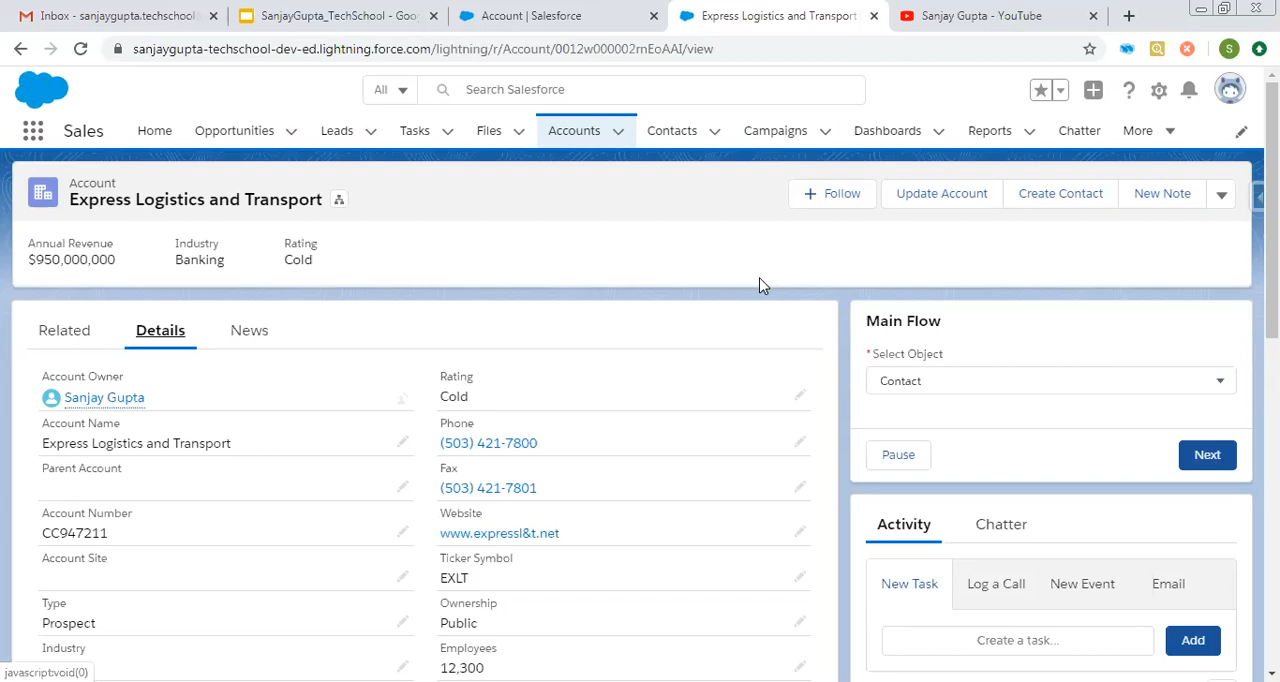 Inbox - sanjaygupta.techschool
SanjayGupta_TechSchool - Goo
Account | Salesforce
Express Logistics and Transport
Sanjay Gupta - YouTube
sanjaygupta-techschool-dev-ed.lightning.force.com/lightning/r/Account/0012w000002rnEoAAI/view
S
All
Search Salesforce
Sales
Home
Opportunities
Leads
Tasks
Files
Accounts
Contacts
Campaigns
Dashboards
Reports
Chatter
More
Account
Express Logistics and Transport
Follow
Update Account
Create Contact
New Note
Annual Revenue
$950,000,000
Industry
Banking
Rating
Cold
Related
Details
News
Account Owner
Sanjay Gupta
Account Name
Express Logistics and Transport
Parent Account
Account Number
CC947211
Account Site
Type
Prospect
Industry
Rating
Cold
Phone
(503) 421-7800
Fax
(503) 421-7801
Website
www.expressl&t.net
Ticker Symbol
EXLT
Ownership
Public
Employees
12,300
Main Flow
*Select Object
Contact
Pause
Next
Activity
Chatter
New Task
Log a Call
New Event
Email
Create a task...
Add
javascript:void(0)